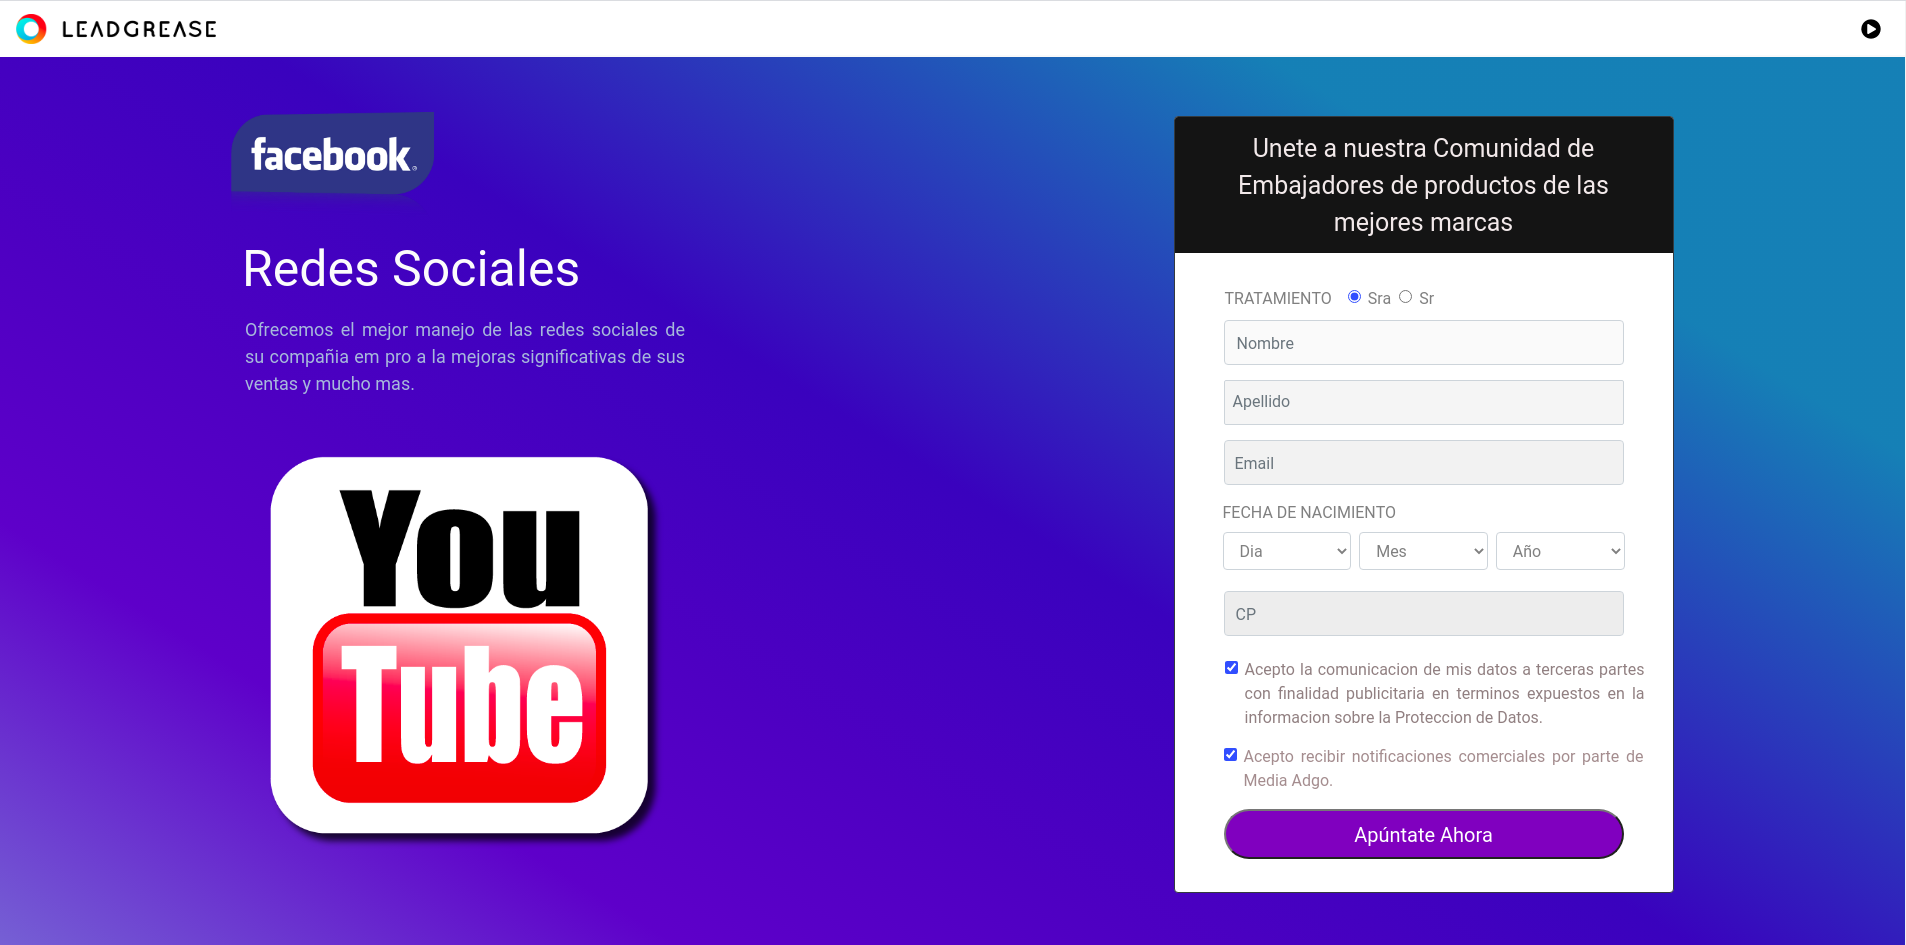 LEADGREASE
facebook®
Redes Sociales
Ofrecemos el mejor manejo de las redes sociales de
su compañia em pro a la mejoras significativas de sus
ventas y mucho mas.
You
Tube
Unete a nuestra Comunidad de
Embajadores de productos de las
mejores marcas
TRATAMIENTO Sra Sr
Nombre
Apellido
Email
FECHA DE NACIMIENTO
Dia Mes Año
CP
Acepto la comunicacion de mis datos a terceras partes
con finalidad publicitaria en terminos expuestos en la
informacion sobre la Proteccion de Datos.
Acepto recibir notificaciones comerciales por parte de
Media Adgo.
Apúntate Ahora